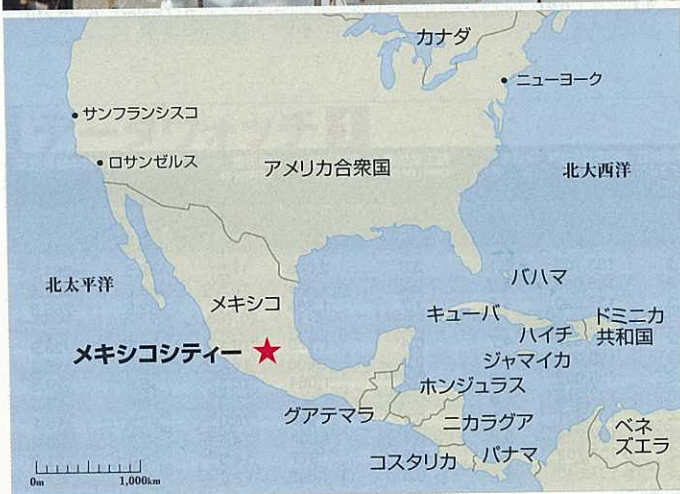 カナダ
ニューヨーク
サンフランシスコ
ロサンゼルス
アメリカ合衆国
北大西洋
北太平洋
メキシコ
バハマ
キューバ
ドミニカ
共和国
ハイチ
ジャマイカ
メキシコシティー
ホンジュラス
グアテマラ
ニカラグア
ベネ
ズエラ
コスタリカ
パナマ
0m
1,000km